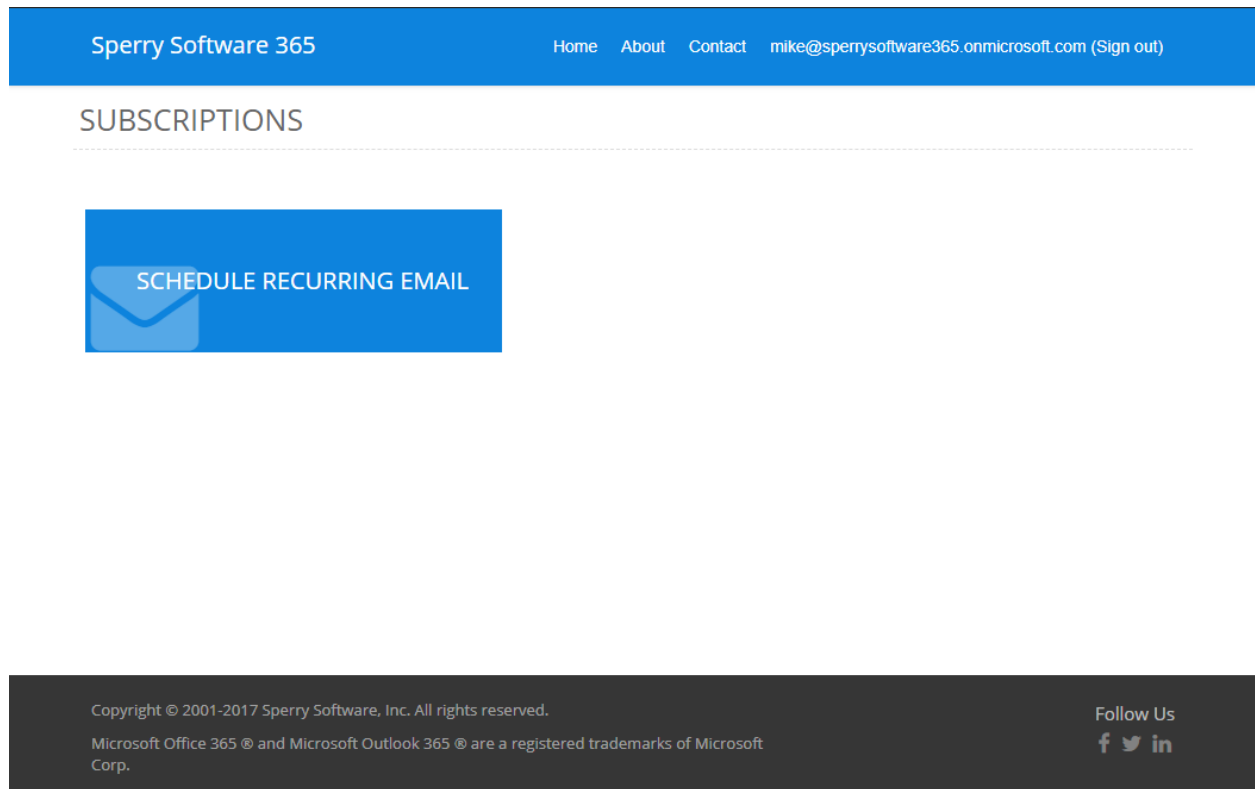 Sperry Software 365
Home About Contact mike@sperrysoftware365.onmicrosoft.com (Sign out)
SUBSCRIPTIONS
SCHEDULE RECURRING EMAIL
Copyright © 2001-2017 Sperry Software, Inc. All rights reserved.
Microsoft Office 365 ® and Microsoft Outlook 365 ® are a registered trademarks of Microsoft
Corp.
Follow Us